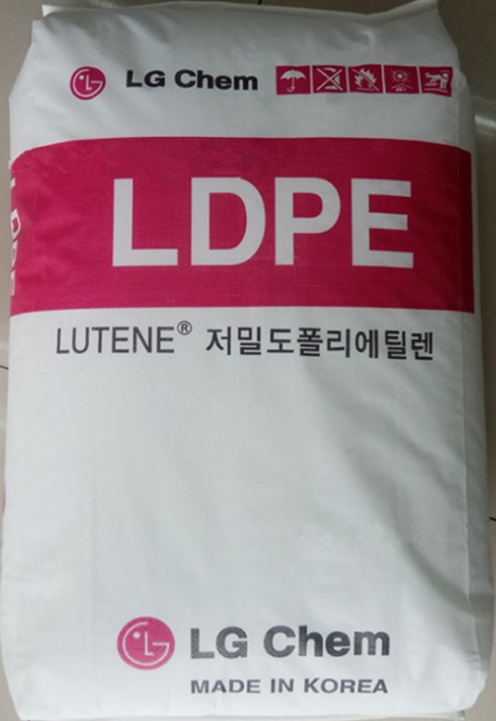 LG Chem
LDPE
LUTENE® 저밀도폴리에틸렌
LG Chem
MADE IN KOREA